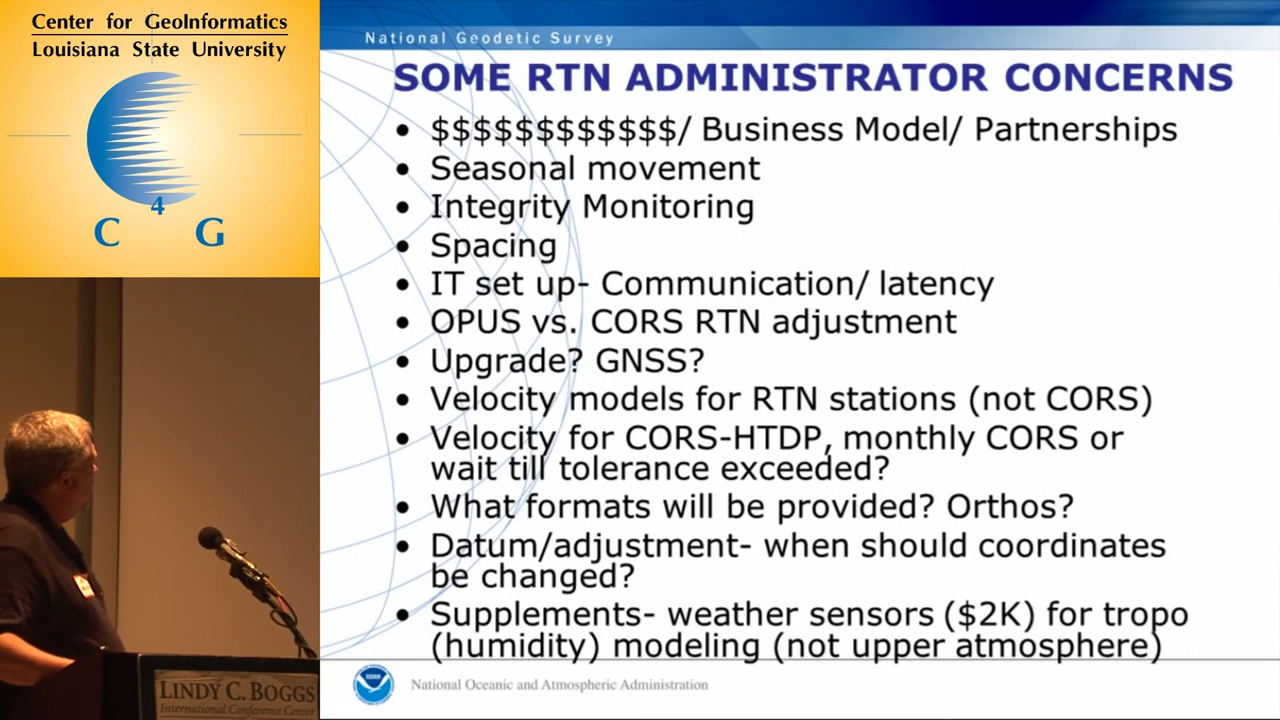 Center for GeoInformatics
Louisiana State University
C 4 G
National Geodetic Survey
SOME RTN ADMINISTRATOR CONCERNS
• $$$$$$$$$$$$/ Business Model/ Partnerships
• Seasonal movement
• Integrity Monitoring
• Spacing
• IT set up- Communication/ latency
• OPUS vs. CORS RTN adjustment
• Upgrade? GNSS?
• Velocity models for RTN stations (not CORS)
• Velocity for CORS-HTDP, monthly CORS or
wait till tolerance exceeded?
• What formats will be provided? Orthos?
• Datum/adjustment- when should coordinates
be changed?
• Supplements- weather sensors ($2K) for tropo
(humidity) modeling (not upper atmosphere)
NOAA
National Oceanic and Atmospheric Administration
LINDY C. BOGGS
International Conference Center